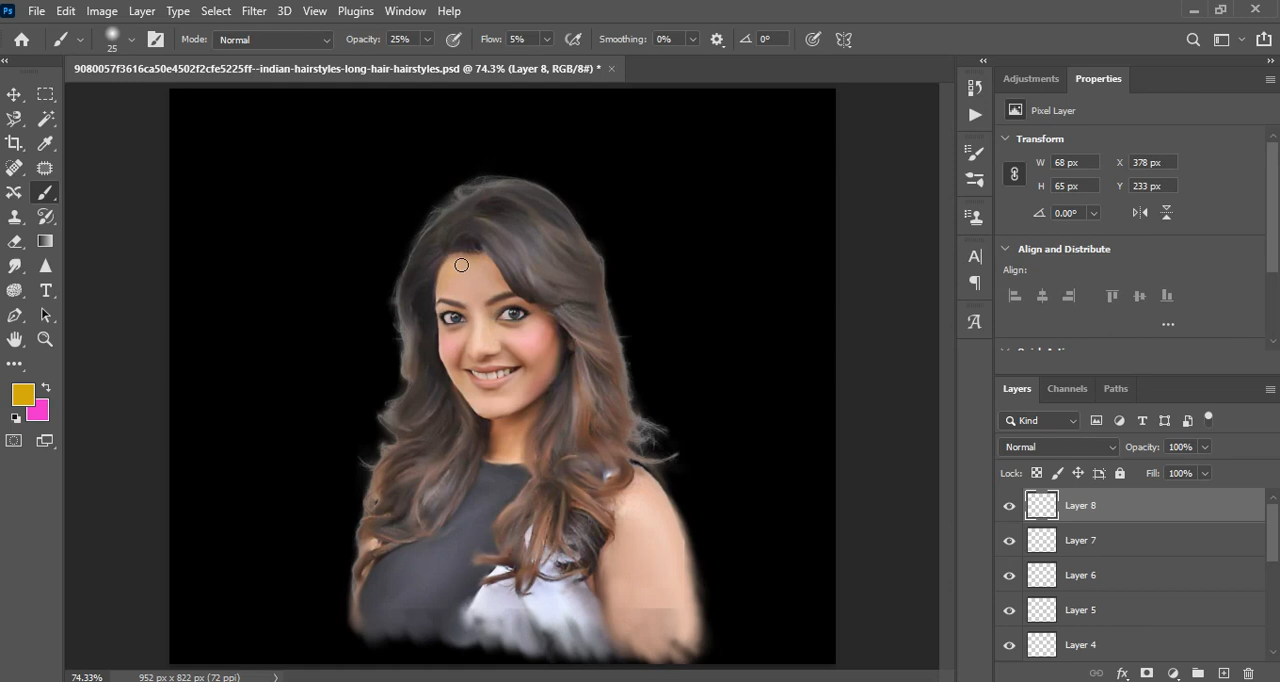 Ps File Edit Image Layer Type Select Filter 3D View Plugins Window Help
25 Mode: Normal Opacity: 25% Flow: 5% Smoothing: 0% 0°
9080057f3616ca50e4502f2cfe5225ff--indian-hairstyles-long-hair-hairstyles.psd @ 74.3% (Layer 8, RGB/8#) *
Adjustments Properties
Pixel Layer
Transform
W 68 px X 378 px
H 65 px Y 233 px
0.00°
Align and Distribute
Align:
Layers Channels Paths
Kind
Normal Opacity: 100%
Lock: Fill: 100%
Layer 8
Layer 7
Layer 6
Layer 5
Layer 4
74.33% 952 px x 822 px (72 ppi)